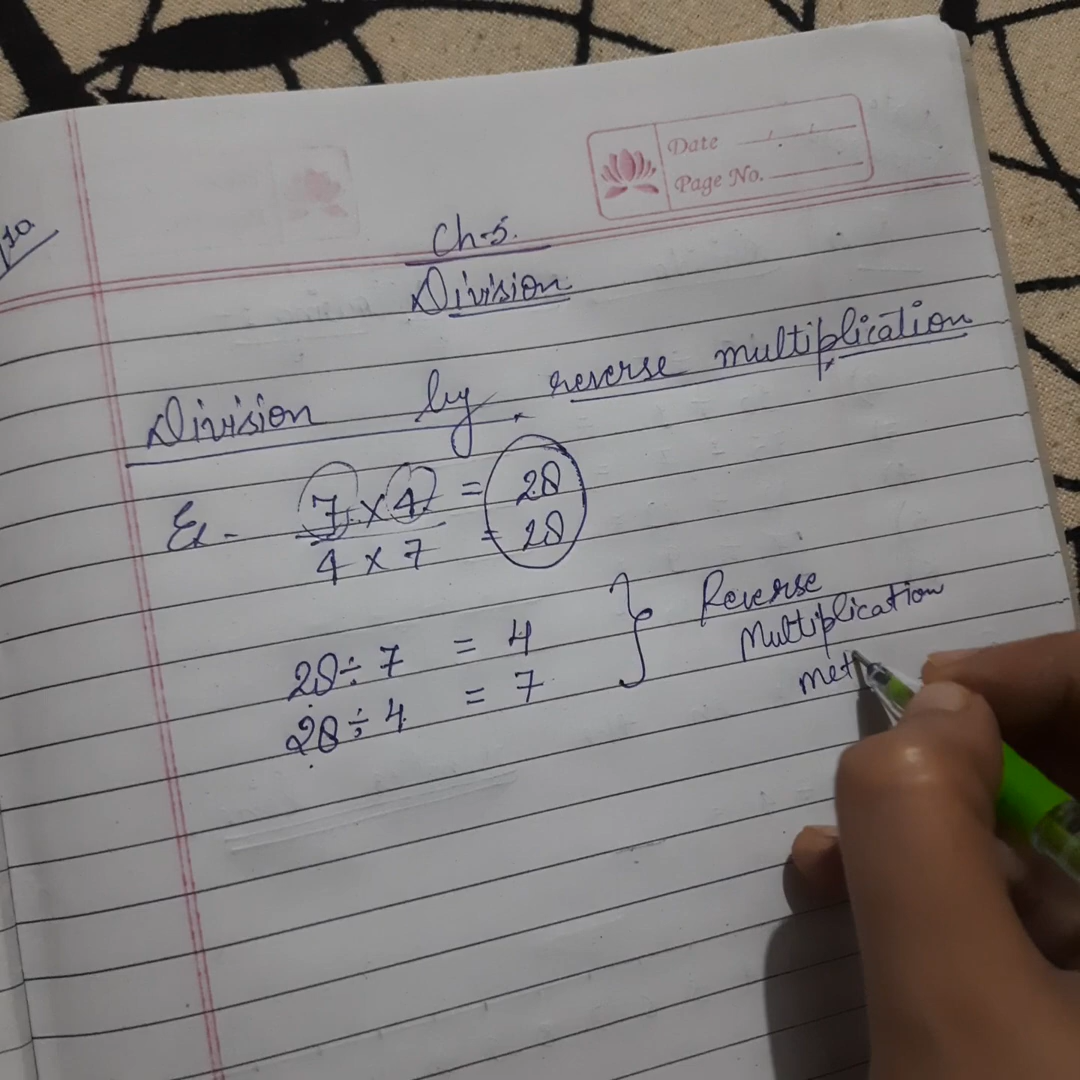 Date
Page No.
Ch-5.
Division
Division by reverse multiplication
Ex - 7 × 4 = 28
4 × 7 = 28
28 ÷ 7 = 4
28 ÷ 4 = 7
Reverse
Multiplication
met